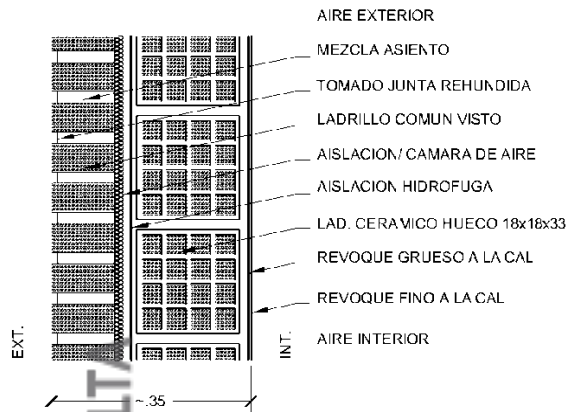 AIRE EXTERIOR
MEZCLA ASIENTO
TOMADO JUNTA REHUNDIDA
LADRILLO COMUN VISTO
AISLACION/ CAMARA DE AIRE
AISLACION HIDROFUGA
LAD. CERAMICO HUECO 18x18x33
REVOQUE GRUESO A LA CAL
REVOQUE FINO A LA CAL
AIRE INTERIOR
EXT.
INT.
~.35